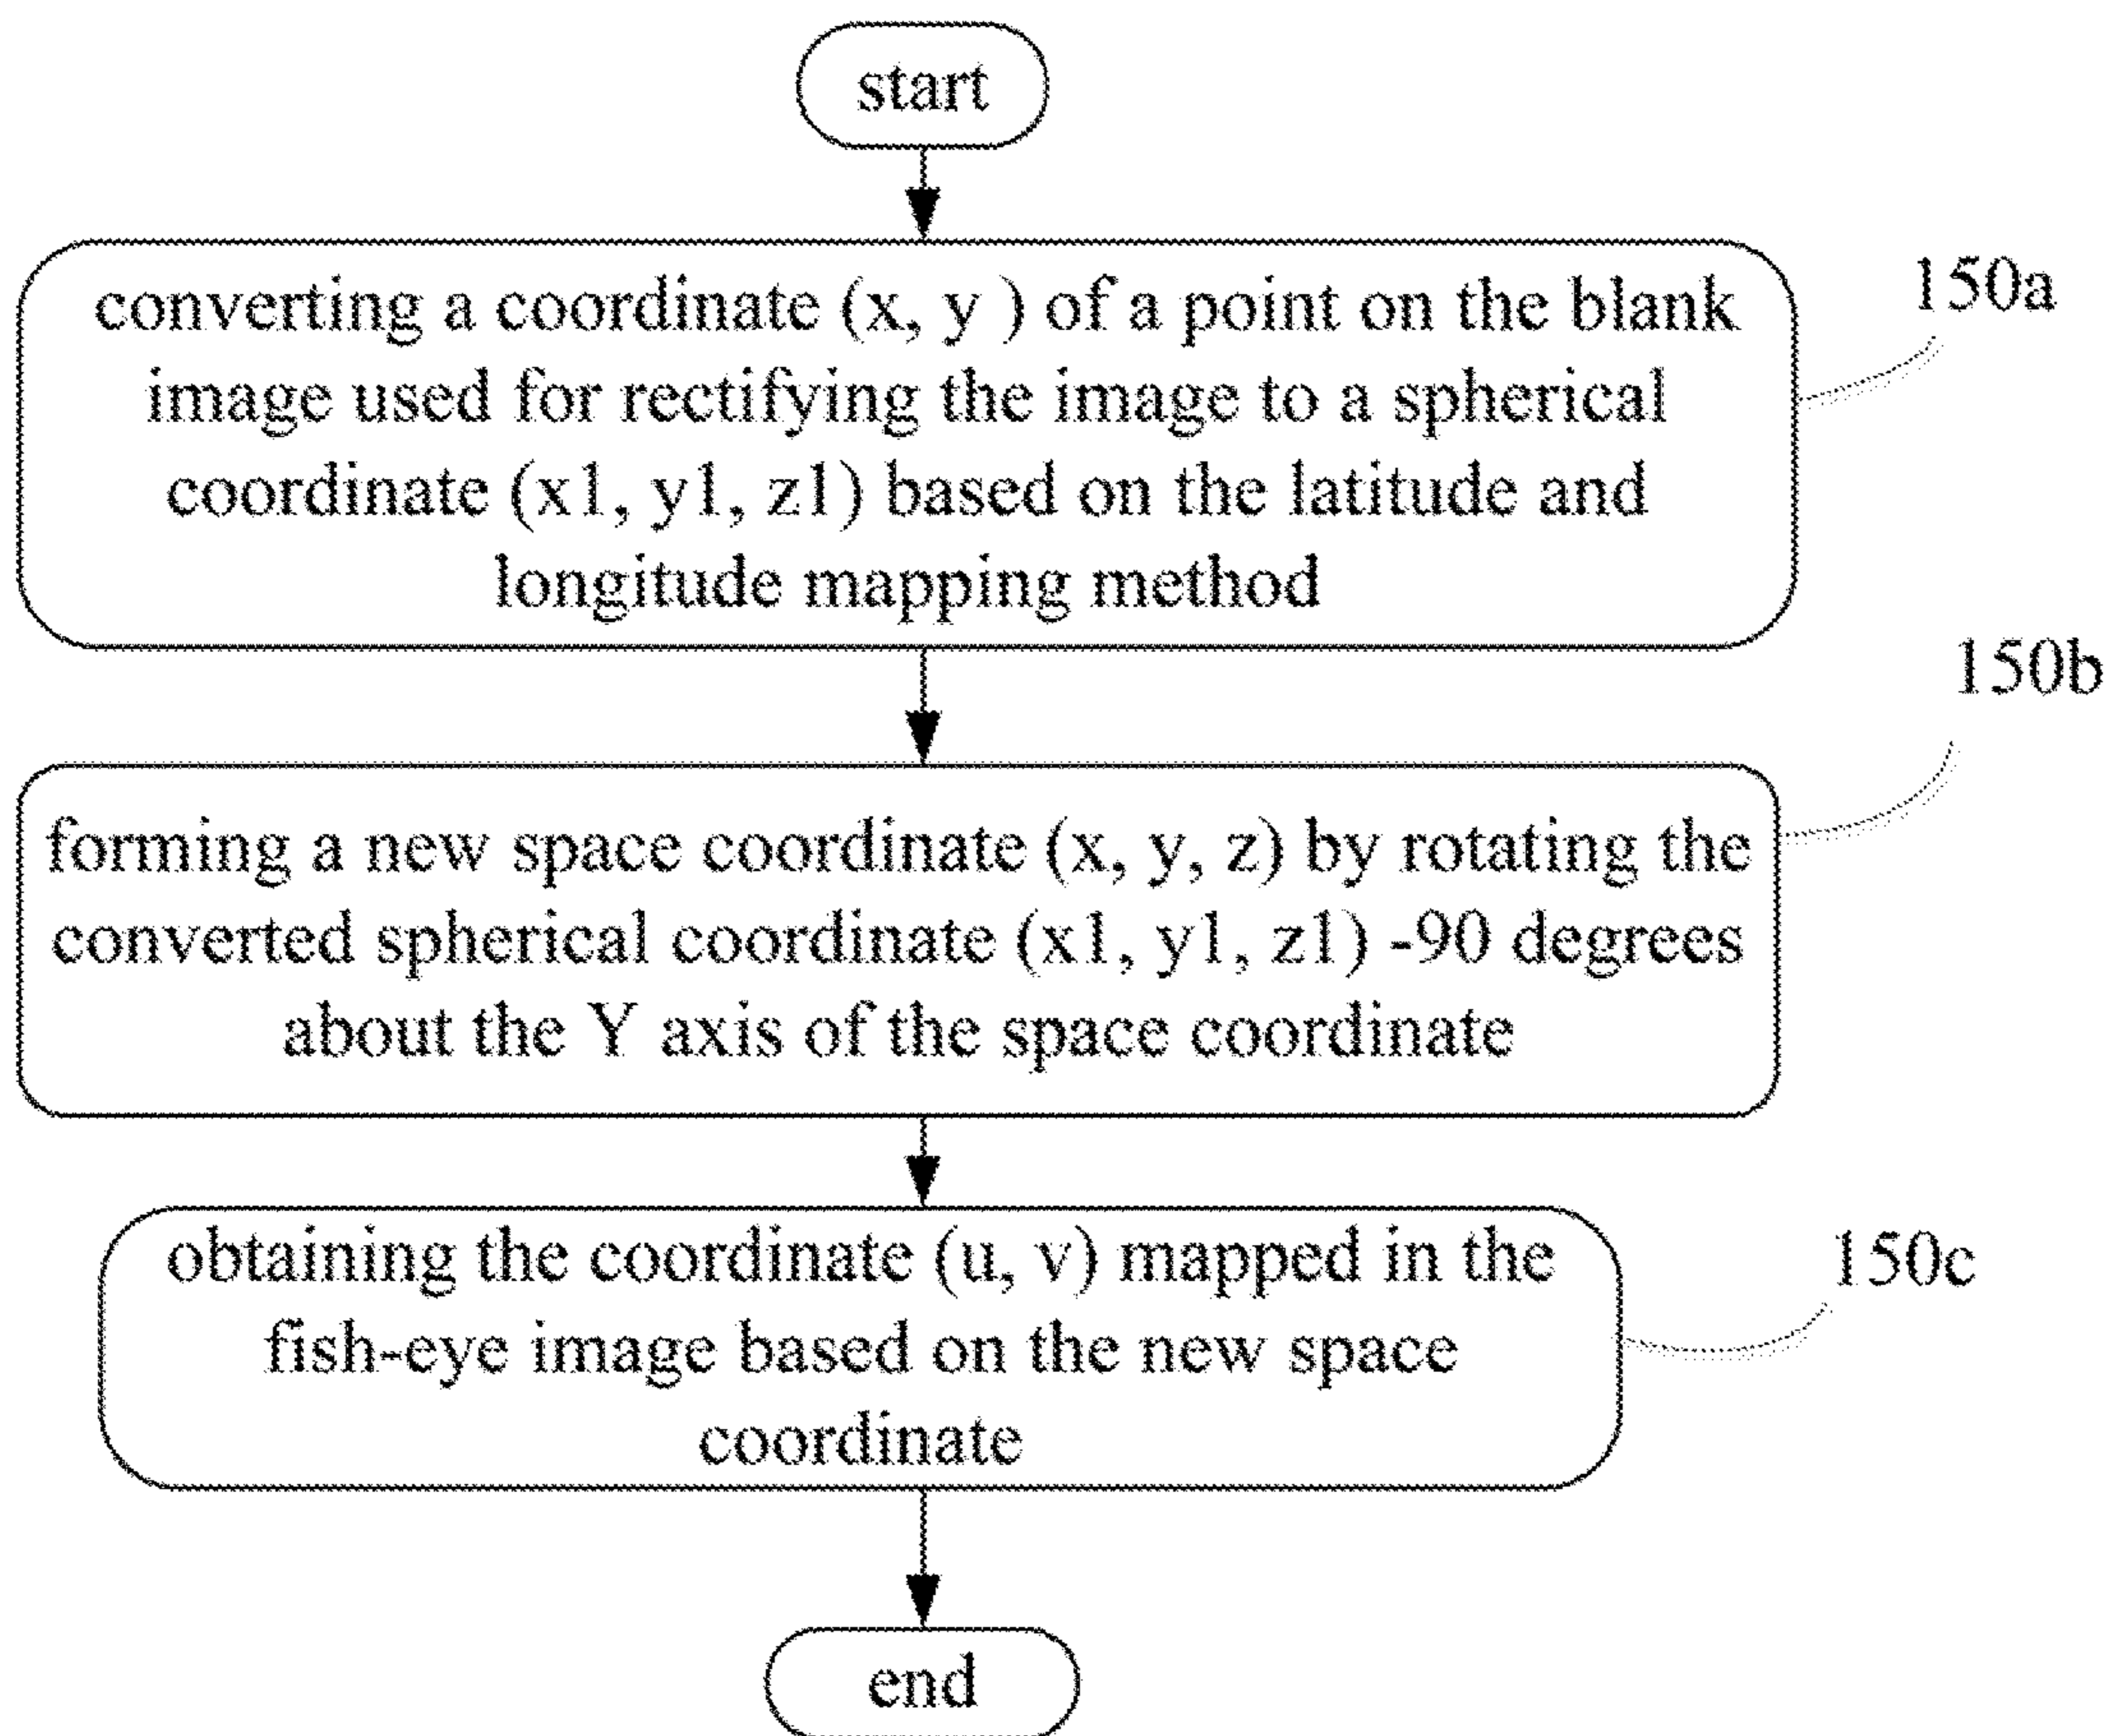 start
converting a coordinate (x, y ) of a point on the blank
image used for rectifying the image to a spherical
coordinate (x1, y1, z1) based on the latitude and
longitude mapping method
150a
150b
forming a new space coordinate (x, y, z) by rotating the
converted spherical coordinate (x1, y1, z1) -90 degrees
about the Y axis of the space coordinate
obtaining the coordinate (u, v) mapped in the
fish-eye image based on the new space
coordinate
150c
end